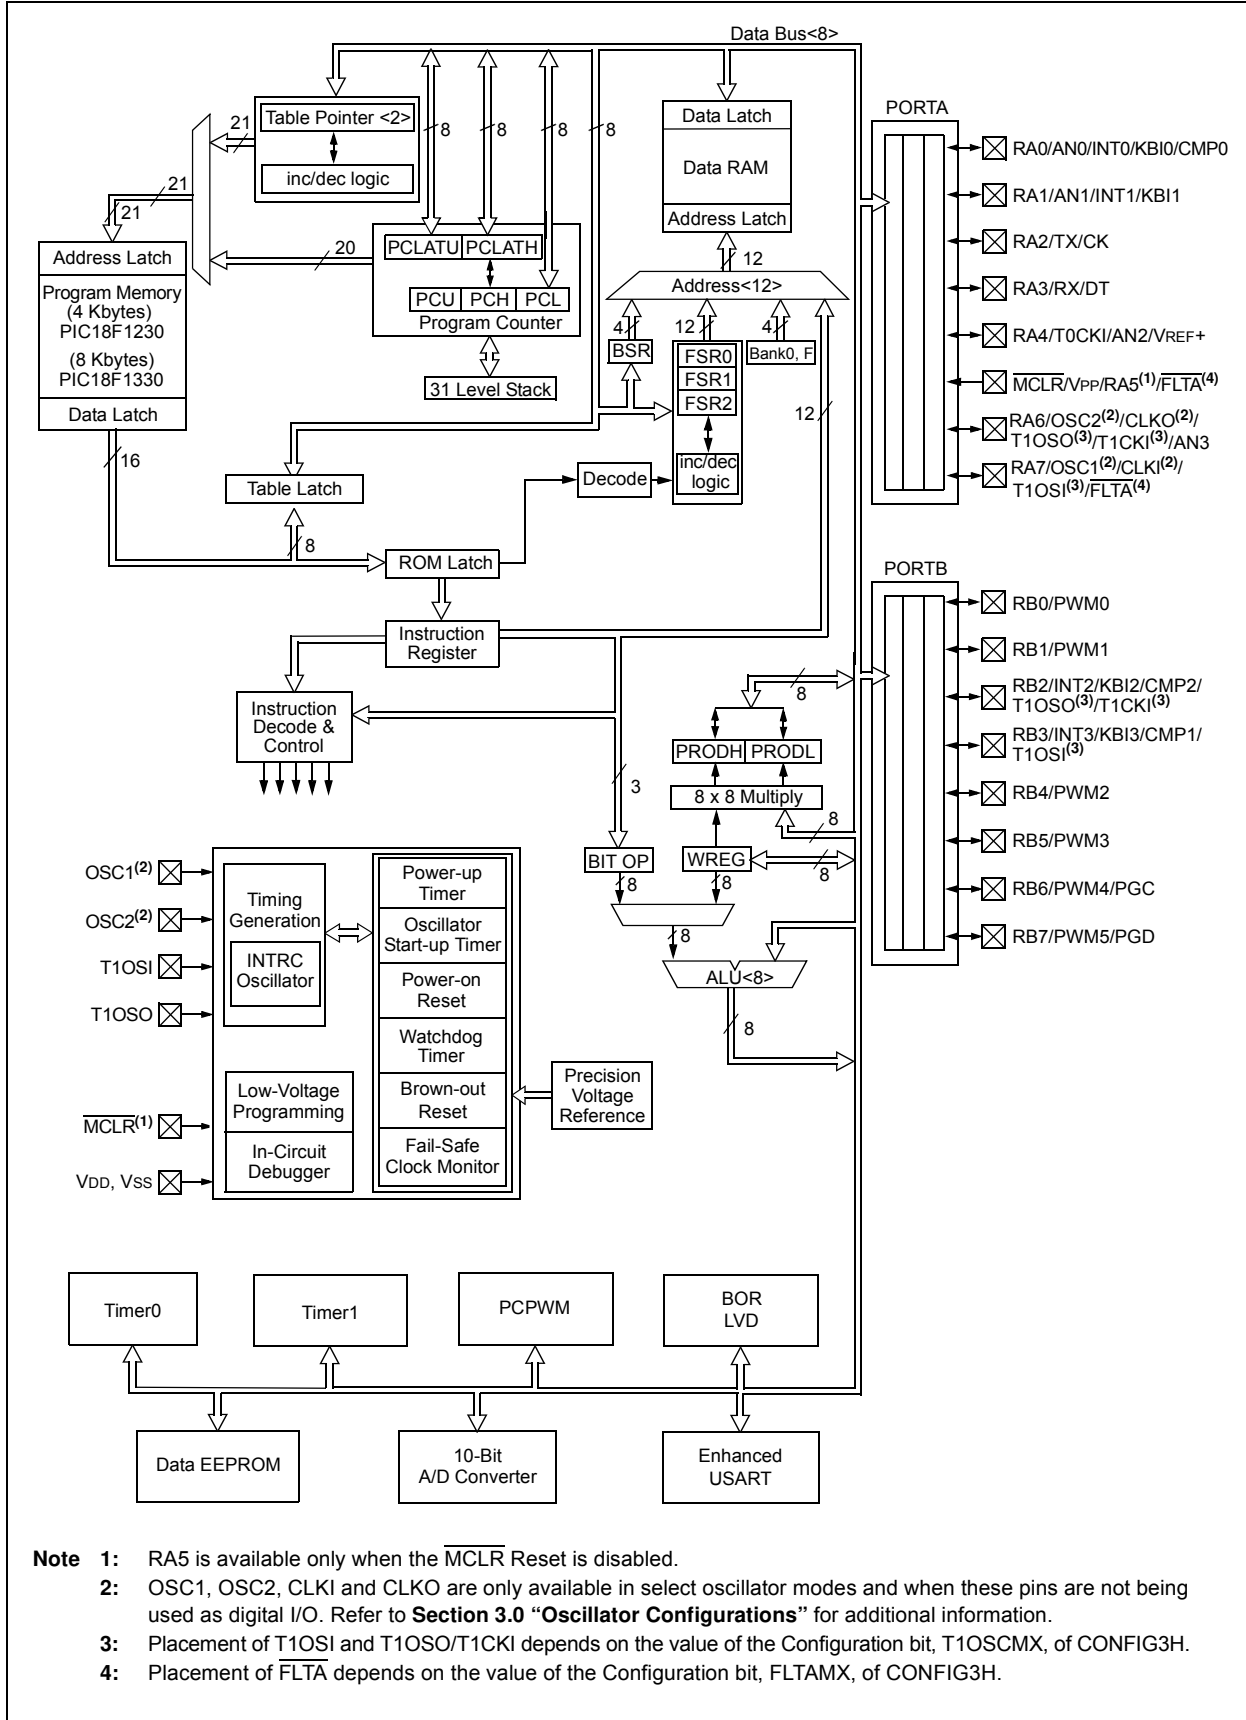 Data Bus<8>
Table Pointer <2>
inc/dec logic
21
21
21
20
8
8
8
8
PCLATU PCLATH
PCU PCH PCL
Program Counter
31 Level Stack
Address Latch
Program Memory
(4 Kbytes)
PIC18F1230
(8 Kbytes)
PIC18F1330
Data Latch
16
Table Latch
8
Data Latch
Data RAM
Address Latch
12
Address<12>
4
12
4
BSR
FSR0
FSR1
FSR2
inc/dec
logic
Bank0, F
12
Decode
ROM Latch
Instruction
Register
Instruction
Decode &
Control
8
PRODH PRODL
3
8 x 8 Multiply
8
BIT OP
WREG
8
8
8
8
ALU<8>
8
PORTA
RA0/AN0/INT0/KBI0/CMP0
RA1/AN1/INT1/KBI1
RA2/TX/CK
RA3/RX/DT
RA4/T0CKI/AN2/VREF+
MCLR/VPP/RA5(1)/FLTA(4)
RA6/OSC2(2)/CLKO(2)/
T1OSO(3)/T1CKI(3)/AN3
RA7/OSC1(2)/CLKI(2)/
T1OSI(3)/FLTA(4)
PORTB
RB0/PWM0
RB1/PWM1
RB2/INT2/KBI2/CMP2/
T1OSO(3)/T1CKI(3)
RB3/INT3/KBI3/CMP1/
T1OSI(3)
RB4/PWM2
RB5/PWM3
RB6/PWM4/PGC
RB7/PWM5/PGD
OSC1(2)
OSC2(2)
T1OSI
T1OSO
MCLR(1)
VDD, VSS
Timing
Generation
INTRC
Oscillator
Low-Voltage
Programming
In-Circuit
Debugger
Power-up
Timer
Oscillator
Start-up Timer
Power-on
Reset
Watchdog
Timer
Brown-out
Reset
Fail-Safe
Clock Monitor
Precision
Voltage
Reference
Timer0
Timer1
PCPWM
BOR
LVD
Data EEPROM
10-Bit
A/D Converter
Enhanced
USART
Note 1: RA5 is available only when the MCLR Reset is disabled.
2: OSC1, OSC2, CLKI and CLKO are only available in select oscillator modes and when these pins are not being
used as digital I/O. Refer to Section 3.0 “Oscillator Configurations” for additional information.
3: Placement of T1OSI and T1OSO/T1CKI depends on the value of the Configuration bit, T1OSCMX, of CONFIG3H.
4: Placement of FLTA depends on the value of the Configuration bit, FLTAMX, of CONFIG3H.